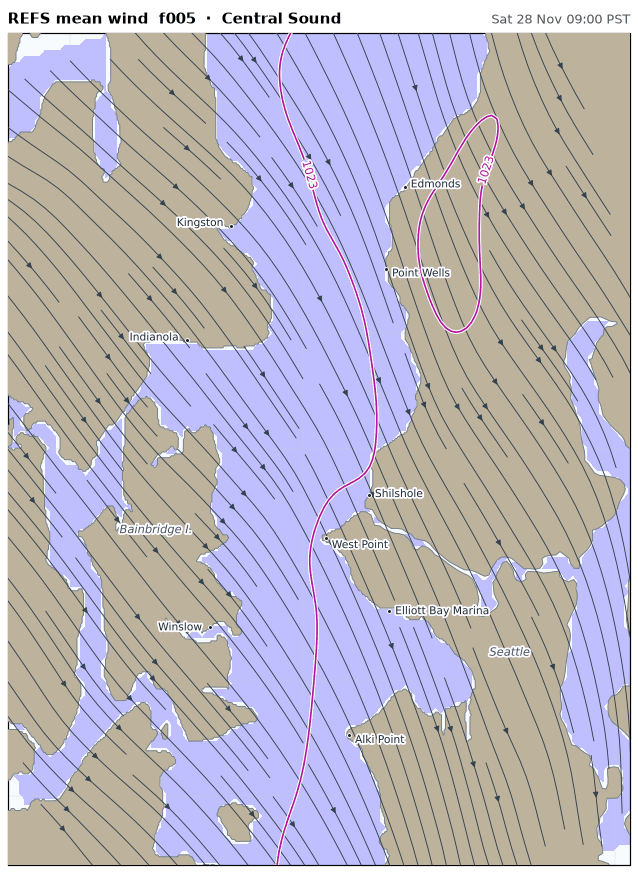 REFS mean wind f005 · Central Sound
Sat 28 Nov 09:00 PST
1023
1023
Edmonds
Kingston
Point Wells
Indianola
Shilshole
Bainbridge I.
West Point
Elliott Bay Marina
Winslow
Seattle
Alki Point